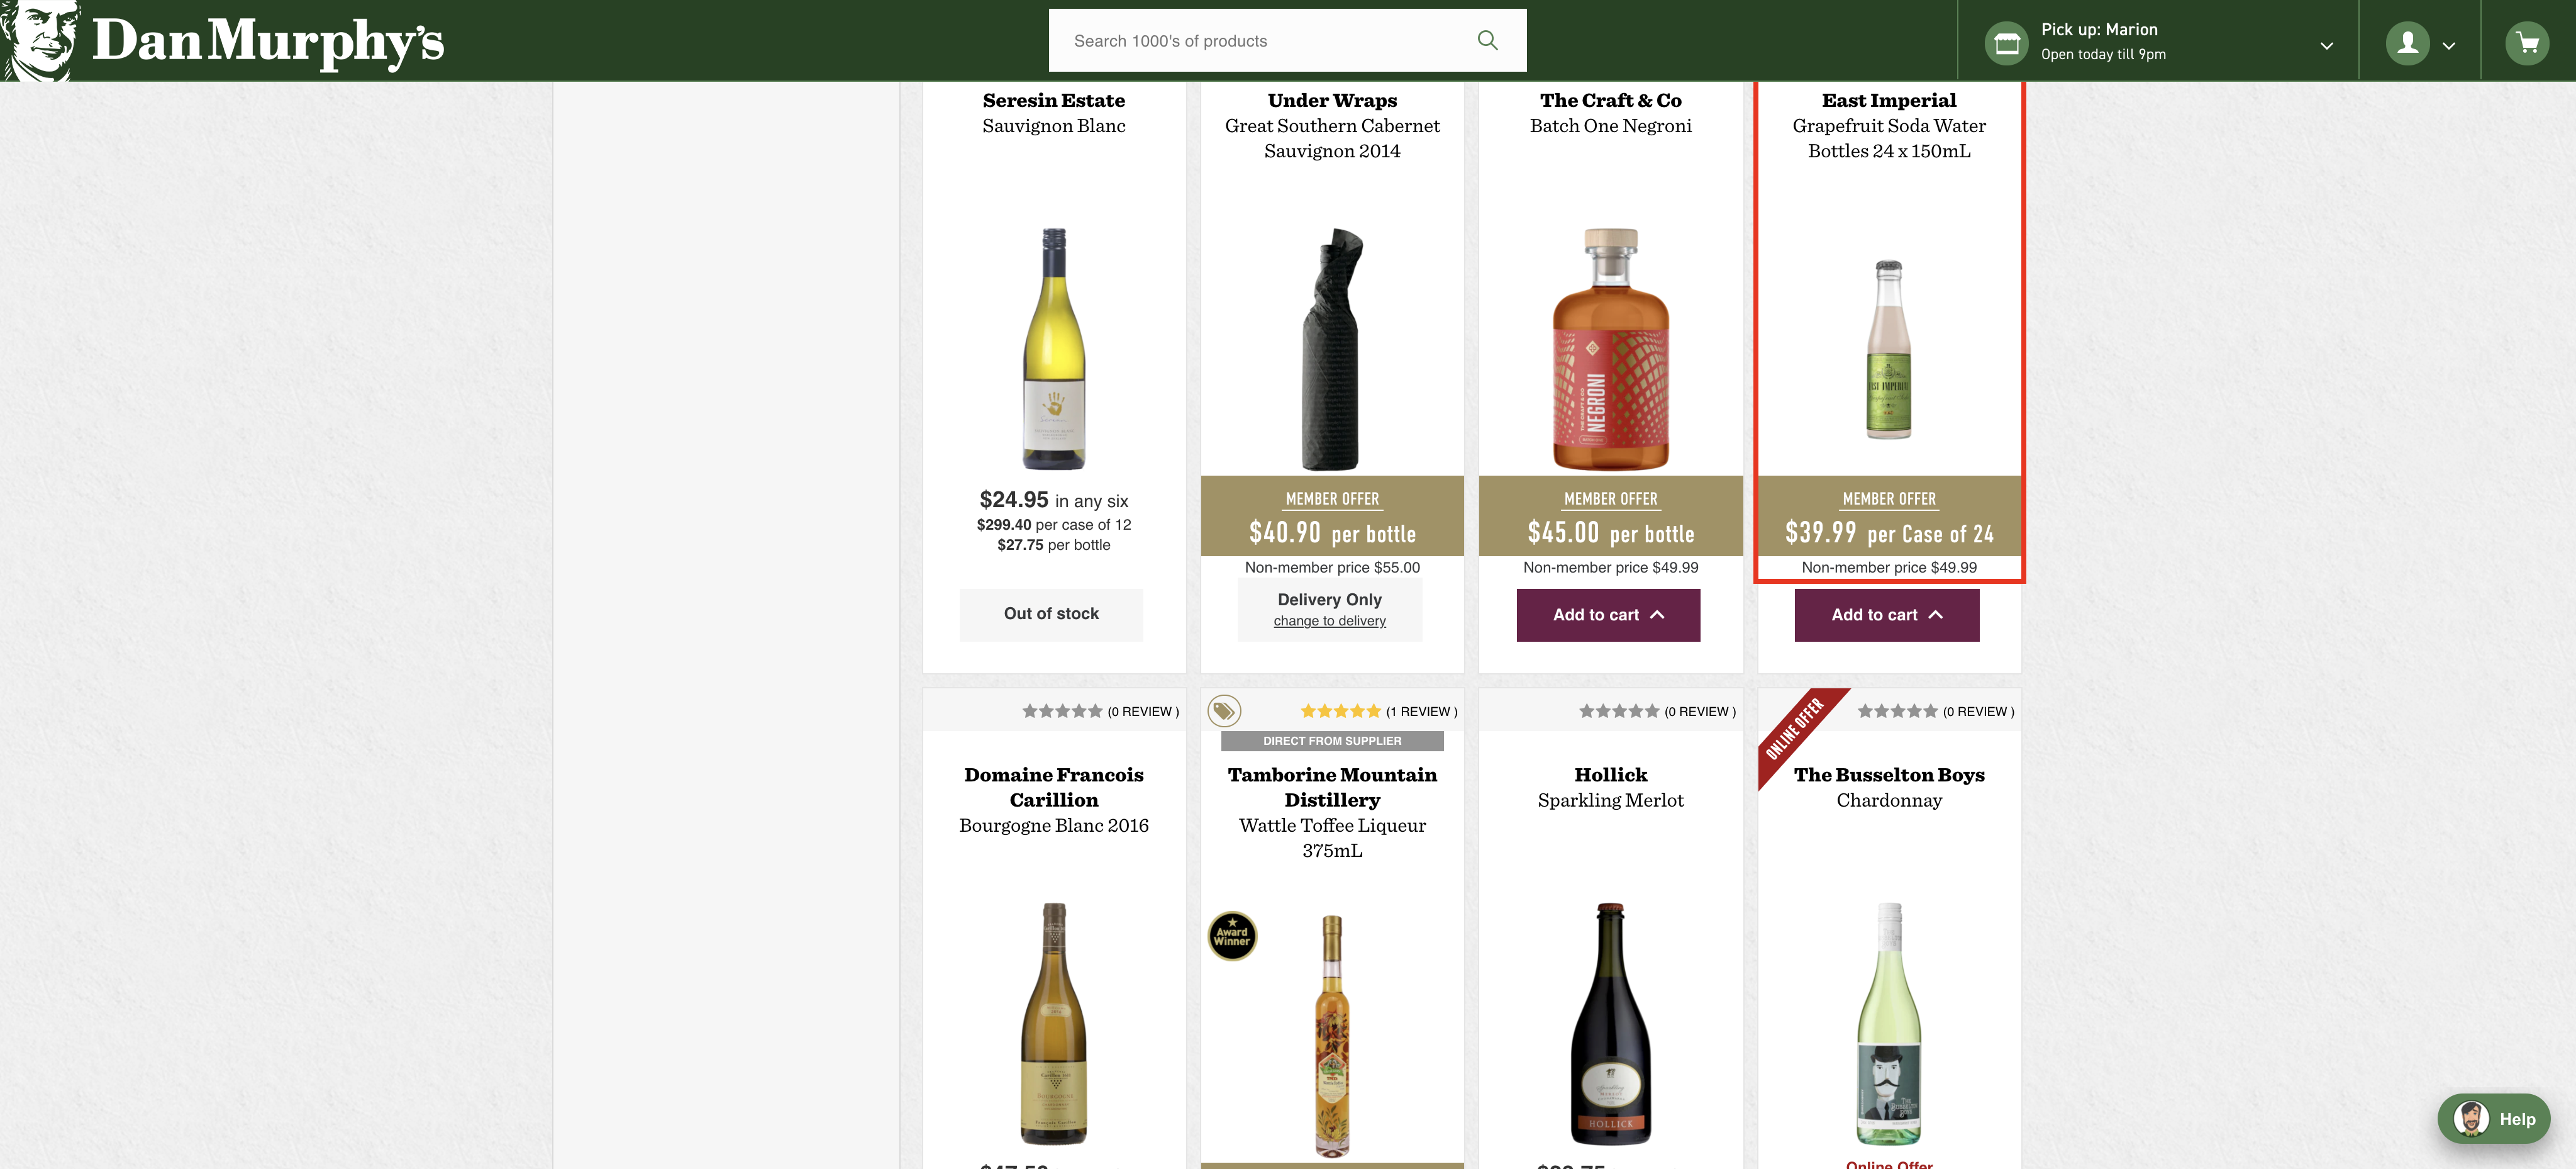 Dan Murphy's
Search 1000's of products
Pick up: Marion
Open today till 9pm
Seresin Estate
Sauvignon Blanc
$24.95 in any six
$299.40 per case of 12
$27.75 per bottle
Out of stock
Under Wraps
Great Southern Cabernet
Sauvignon 2014
MEMBER OFFER
$40.90 per bottle
Non-member price $55.00
Delivery Only
change to delivery
The Craft & Co
Batch One Negroni
NEGRONI
MEMBER OFFER
$45.00 per bottle
Non-member price $49.99
Add to cart
East Imperial
Grapefruit Soda Water
Bottles 24 x 150mL
MEMBER OFFER
$39.99 per Case of 24
Non-member price $49.99
Add to cart
(0 REVIEW )
Domaine Francois
Carillion
Bourgogne Blanc 2016
(1 REVIEW )
DIRECT FROM SUPPLIER
Tamborine Mountain
Distillery
Wattle Toffee Liqueur
375mL
Award
Winner
(0 REVIEW )
Hollick
Sparkling Merlot
HOLLICK
ONLINE OFFER
(0 REVIEW )
The Busselton Boys
Chardonnay
Online Offer
Help